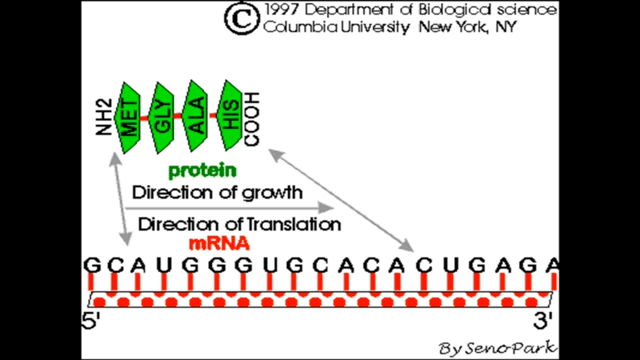 © 1997 Department of Biological science
Columbia University New York, NY
NH2 MET GLY ALA HIS COOH
protein
Direction of growth
Direction of Translation
mRNA
G C A U G G G U G C A C A C U G A G A
5' 3'
By SenoPark